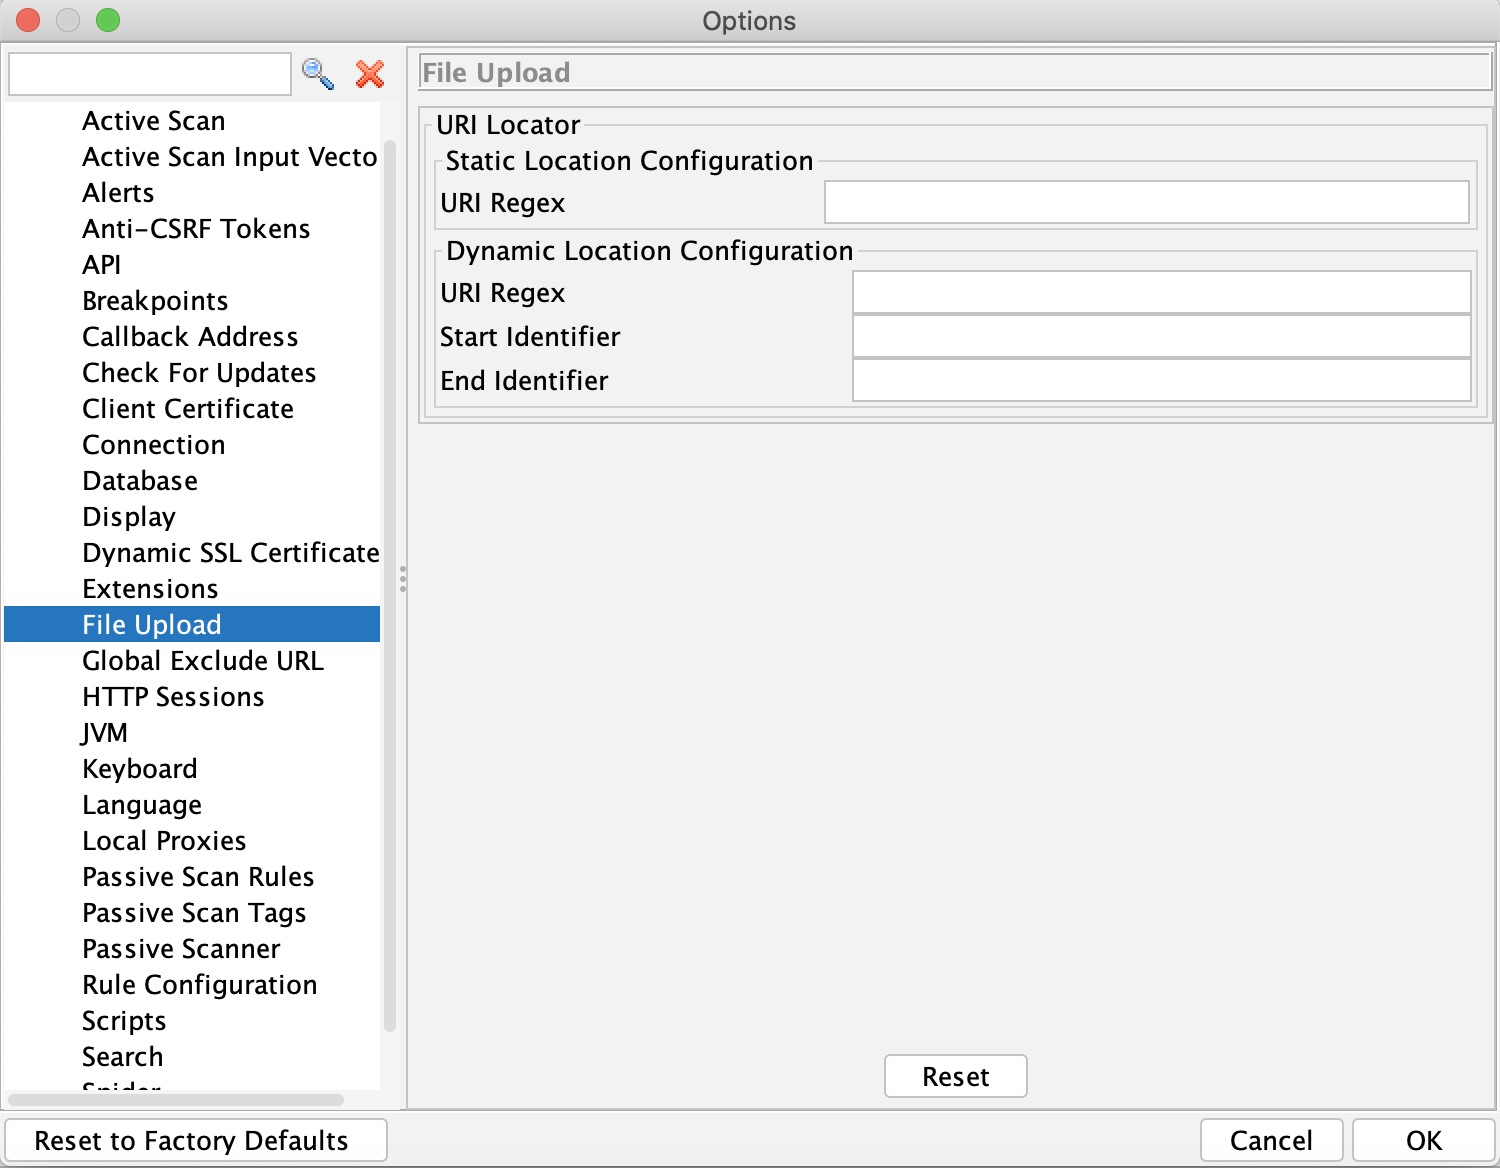 Options
File Upload
Active Scan
Active Scan Input Vecto
Alerts
Anti-CSRF Tokens
API
Breakpoints
Callback Address
Check For Updates
Client Certificate
Connection
Database
Display
Dynamic SSL Certificate
Extensions
File Upload
Global Exclude URL
HTTP Sessions
JVM
Keyboard
Language
Local Proxies
Passive Scan Rules
Passive Scan Tags
Passive Scanner
Rule Configuration
Scripts
Search
Spider
URI Locator
Static Location Configuration
URI Regex
Dynamic Location Configuration
URI Regex
Start Identifier
End Identifier
Reset
Reset to Factory Defaults
Cancel
OK